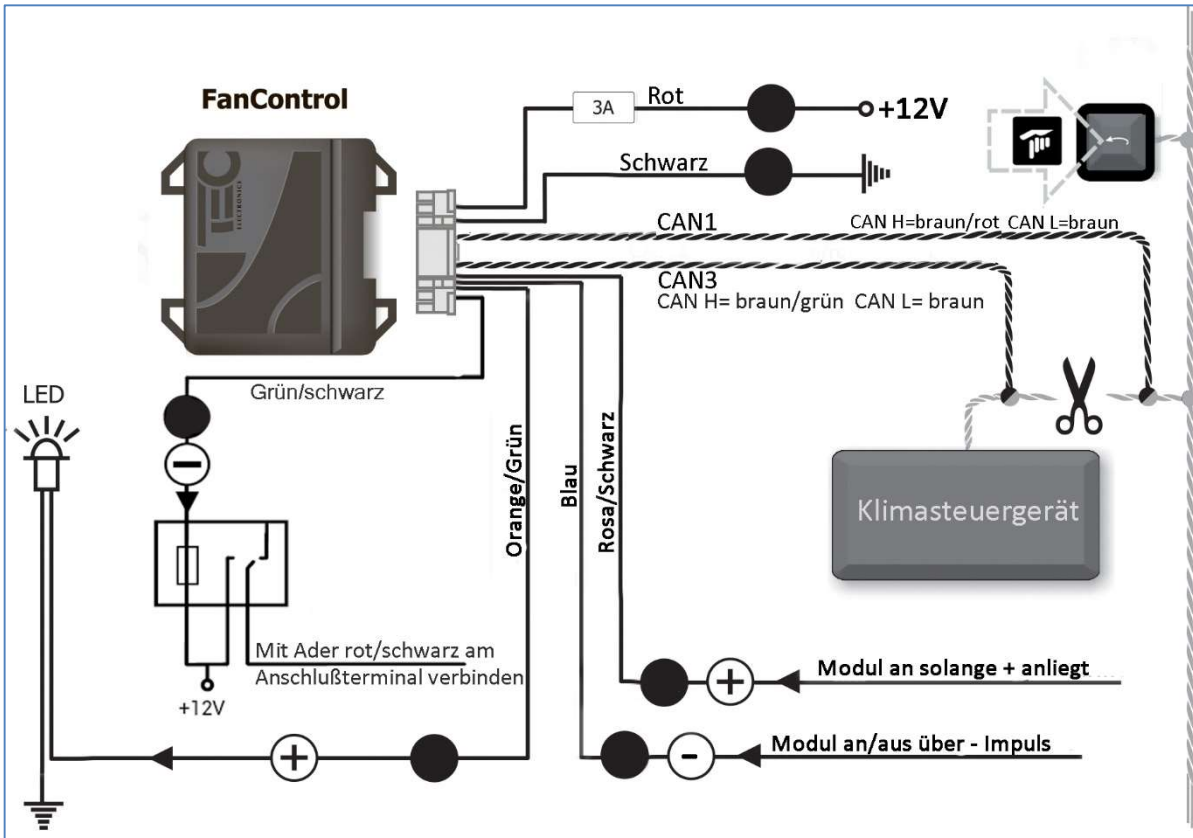 FanControl
3A
Rot
+12V
Schwarz
CAN1
CAN H=braun/rot CAN L=braun
CAN3
CAN H= braun/grün CAN L= braun
TEC
ELECTRONICS
Grün/schwarz
LED
Orange/Grün
Blau
Rosa/Schwarz
Klimasteuergerät
Mit Ader rot/schwarz am
Anschlußterminal verbinden
+12V
Modul an solange + anliegt
Modul an/aus über - Impuls